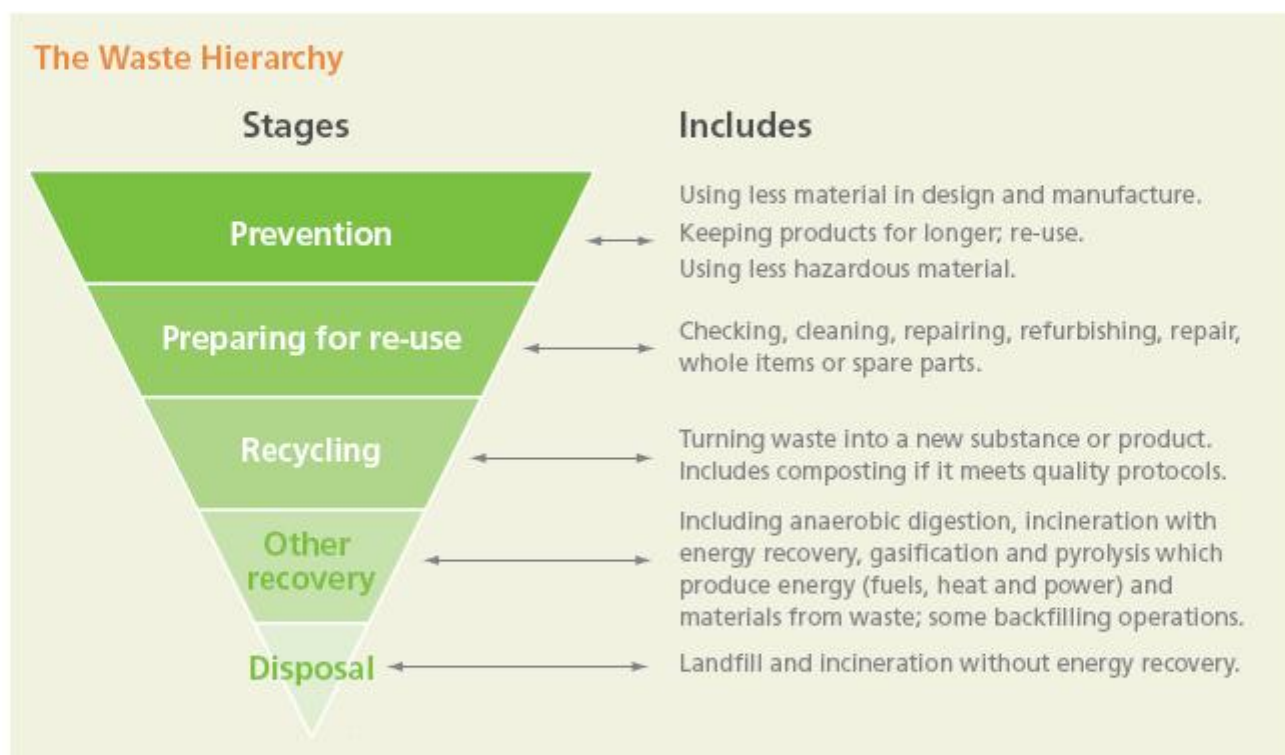 The Waste Hierarchy
Stages
Includes
Prevention
Using less material in design and manufacture.
Keeping products for longer; re-use.
Using less hazardous material.
Preparing for re-use
Checking, cleaning, repairing, refurbishing, repair,
whole items or spare parts.
Recycling
Turning waste into a new substance or product.
Includes composting if it meets quality protocols.
Other
recovery
Including anaerobic digestion, incineration with
energy recovery, gasification and pyrolysis which
produce energy (fuels, heat and power) and
materials from waste; some backfilling operations.
Disposal
Landfill and incineration without energy recovery.